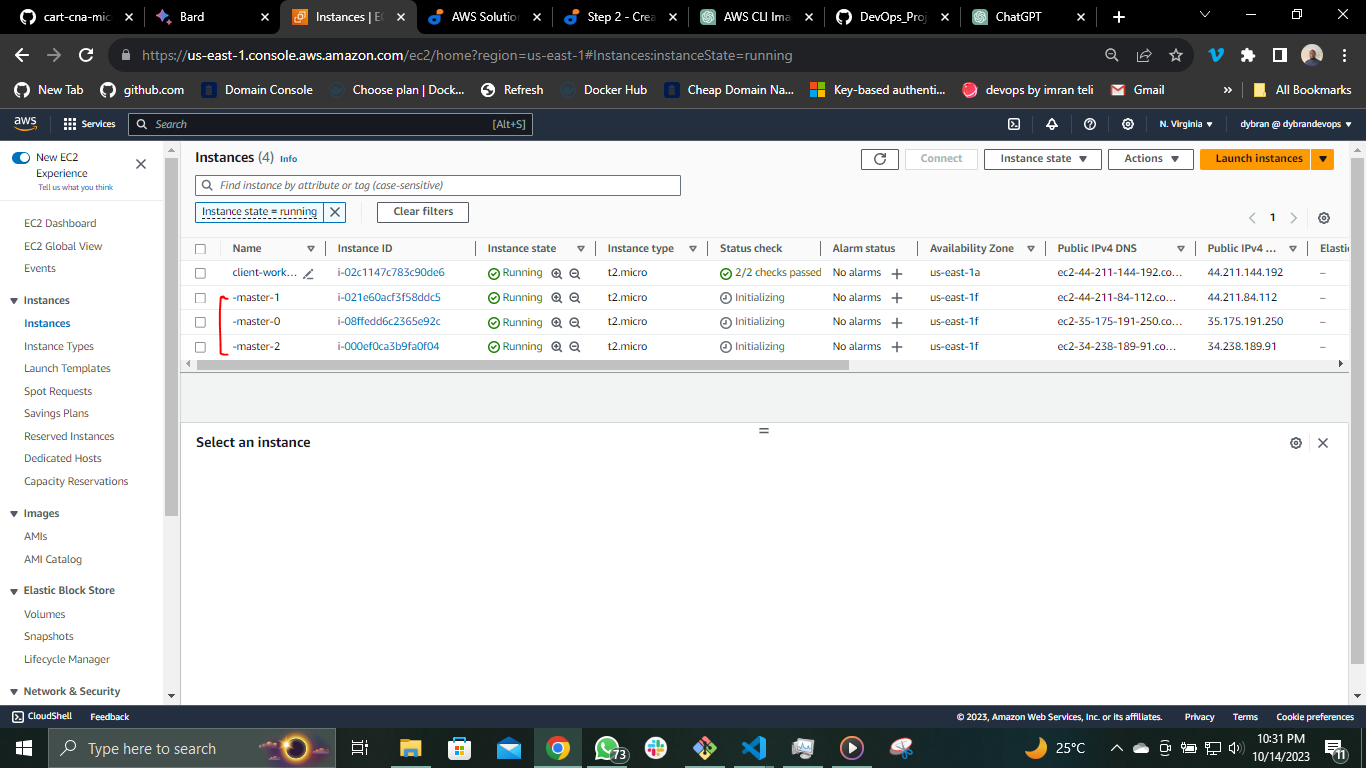 cart-cna-mic
Bard
Instances | EC
AWS Solution
Step 2 - Crea
AWS CLI Ima
DevOps_Proj
ChatGPT
https://us-east-1.console.aws.amazon.com/ec2/home?region=us-east-1#Instances:instanceState=running
New Tab
github.com
Domain Console
Choose plan | Dock...
Refresh
Docker Hub
Cheap Domain Na...
Key-based authenti...
devops by imran teli
Gmail
»
All Bookmarks
aws
Services
Search
[Alt+S]
N. Virginia
dybran @ dybrandevops
New EC2
Experience
Tell us what you think
EC2 Dashboard
EC2 Global View
Events
Instances
Instances
Instance Types
Launch Templates
Spot Requests
Savings Plans
Reserved Instances
Dedicated Hosts
Capacity Reservations
Images
AMIs
AMI Catalog
Elastic Block Store
Volumes
Snapshots
Lifecycle Manager
Network & Security
Instances (4) Info
Connect
Instance state
Actions
Launch instances
Find instance by attribute or tag (case-sensitive)
Instance state = running
Clear filters
1
Name Instance ID Instance state Instance type Status check Alarm status Availability Zone Public IPv4 DNS Public IPv4 ... Elastic
client-work... i-02c1147c783c90de6 Running t2.micro 2/2 checks passed No alarms + us-east-1a ec2-44-211-144-192.co... 44.211.144.192 –
-master-1 i-021e60acf3f58ddc5 Running t2.micro Initializing No alarms + us-east-1f ec2-44-211-84-112.co... 44.211.84.112 –
-master-0 i-08ffedd6c2365e92c Running t2.micro Initializing No alarms + us-east-1f ec2-35-175-191-250.co... 35.175.191.250 –
-master-2 i-000ef0ca3b9fa0f04 Running t2.micro Initializing No alarms + us-east-1f ec2-34-238-189-91.co... 34.238.189.91 –
Select an instance
CloudShell
Feedback
© 2023, Amazon Web Services, Inc. or its affiliates.
Privacy
Terms
Cookie preferences
Type here to search
73
25°C
10:31 PM
10/14/2023
11